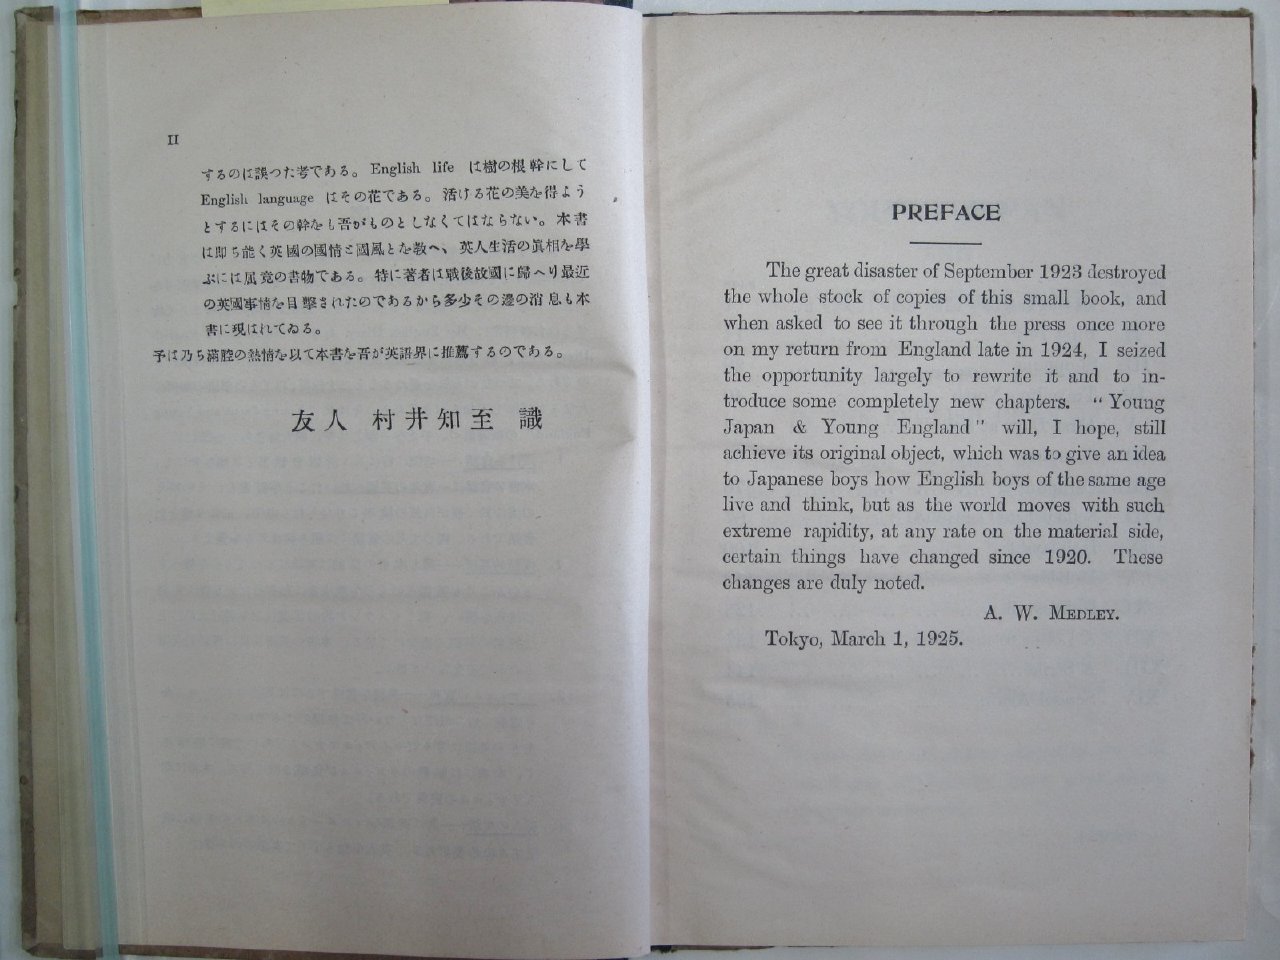 II
するのは誤つた考である。 English life は樹の根幹にして
English language はその花である。活ける花の美を得よう
とするにはその幹をも吾がものとしなくてはならない。本書
は即ち能く英國の國情と國風とを敎へ、英人生活の眞相を學
ぶには屈竟の書物である。特に著者は戰後故國に歸へり最近
の英國事情を目擊されたのであるから多少その邊の消息も本
書に現はれてゐる。
予は乃ち滿腔の熱情を以て本書を吾が英語界に推薦するのである。
友人 村井知至 識
PREFACE
The great disaster of September 1923 destroyed
the whole stock of copies of this small book, and
when asked to see it through the press once more
on my return from England late in 1924, I seized
the opportunity largely to rewrite it and to in-
troduce some completely new chapters. “Young
Japan & Young England” will, I hope, still
achieve its original object, which was to give an idea
to Japanese boys how English boys of the same age
live and think, but as the world moves with such
extreme rapidity, at any rate on the material side,
certain things have changed since 1920. These
changes are duly noted.
A. W. MEDLEY.
Tokyo, March 1, 1925.